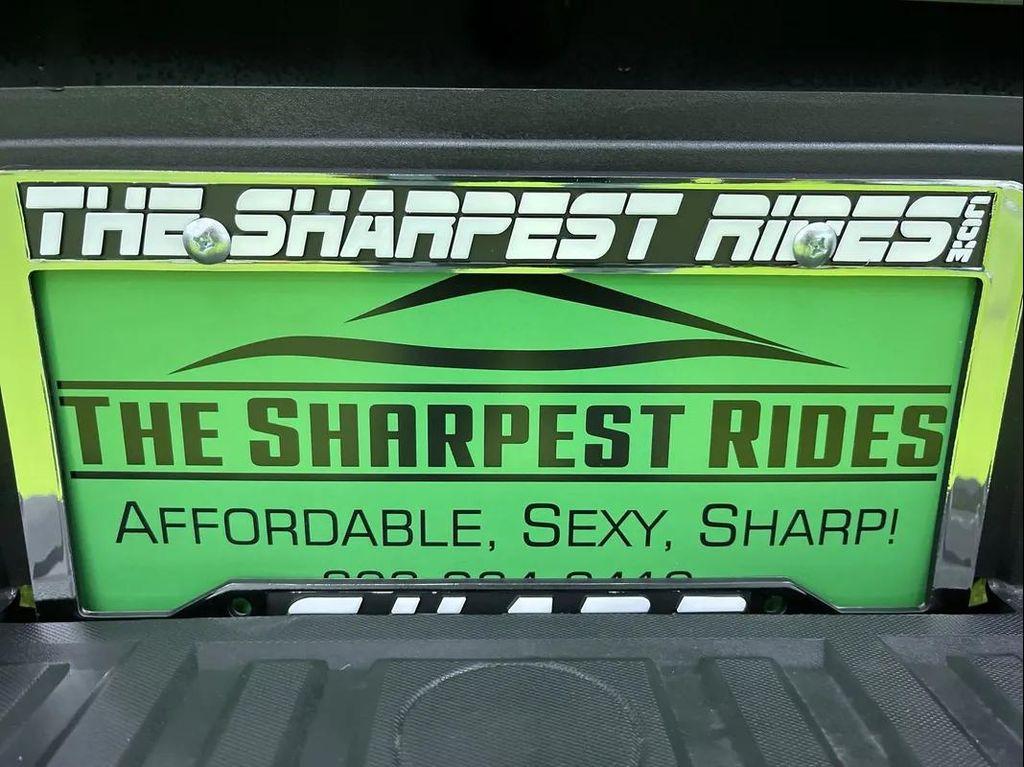 THE SHARPEST RIDES.COM
THE SHARPEST RIDES
AFFORDABLE, SEXY, SHARP!